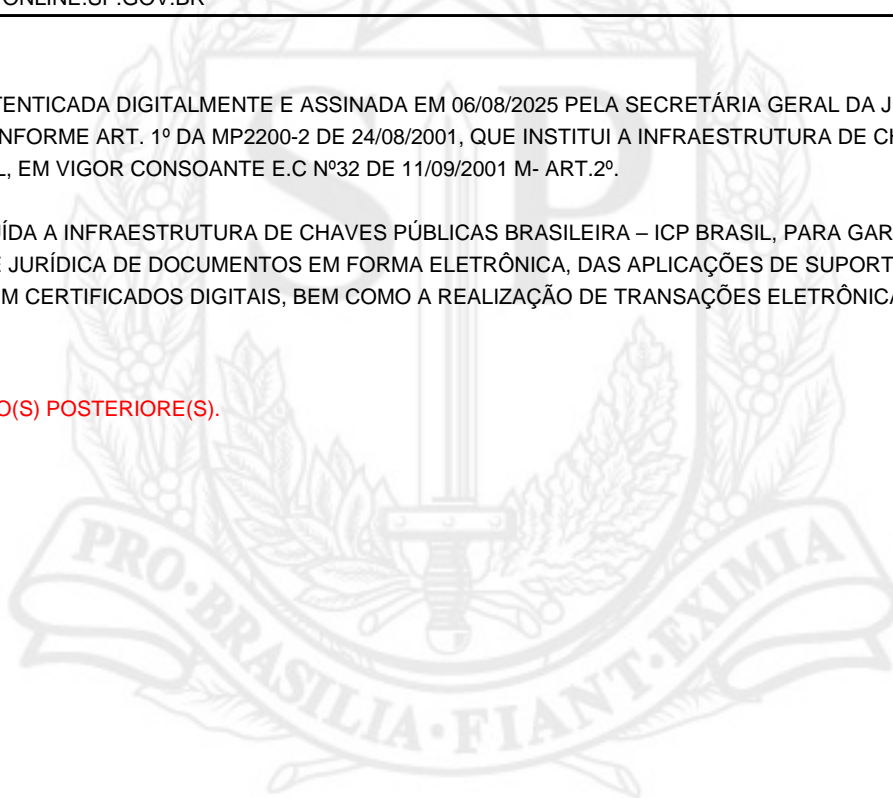 ONLINE.SP.GOV.BR
TENTICADA DIGITALMENTE E ASSINADA EM 06/08/2025 PELA SECRETÁRIA GERAL DA J
NFORME ART. 1º DA MP2200-2 DE 24/08/2001, QUE INSTITUI A INFRAESTRUTURA DE CH
L, EM VIGOR CONSOANTE E.C Nº32 DE 11/09/2001 M- ART.2º.
ÍDA A INFRAESTRUTURA DE CHAVES PÚBLICAS BRASILEIRA – ICP BRASIL, PARA GAR
E JURÍDICA DE DOCUMENTOS EM FORMA ELETRÔNICA, DAS APLICAÇÕES DE SUPORT
M CERTIFICADOS DIGITAIS, BEM COMO A REALIZAÇÃO DE TRANSAÇÕES ELETRÔNICA
O(S) POSTERIORE(S).
SP
PRO·BRASILIA·FIANT·EXIMIA